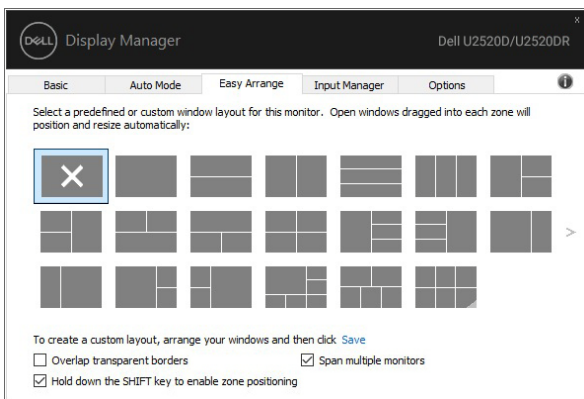 x
DELL Display Manager Dell U2520D/U2520DR
Basic Auto Mode Easy Arrange Input Manager Options i
Select a predefined or custom window layout for this monitor. Open windows dragged into each zone will
position and resize automatically:
>
To create a custom layout, arrange your windows and then click Save
Overlap transparent borders Span multiple monitors
Hold down the SHIFT key to enable zone positioning